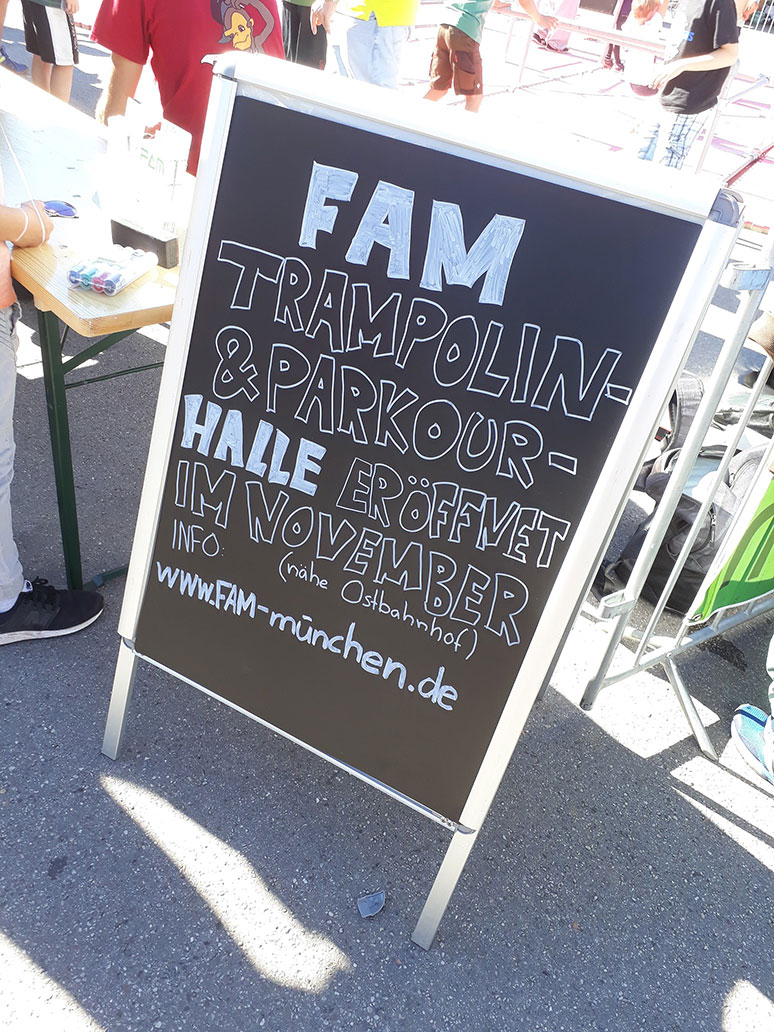 FAM
TRAMPOLIN-
& PARKOUR-
HALLE ERÖFFNET
IM NOVEMBER
INFO: (nähe Ostbahnhof)
www.FAM-münchen.de